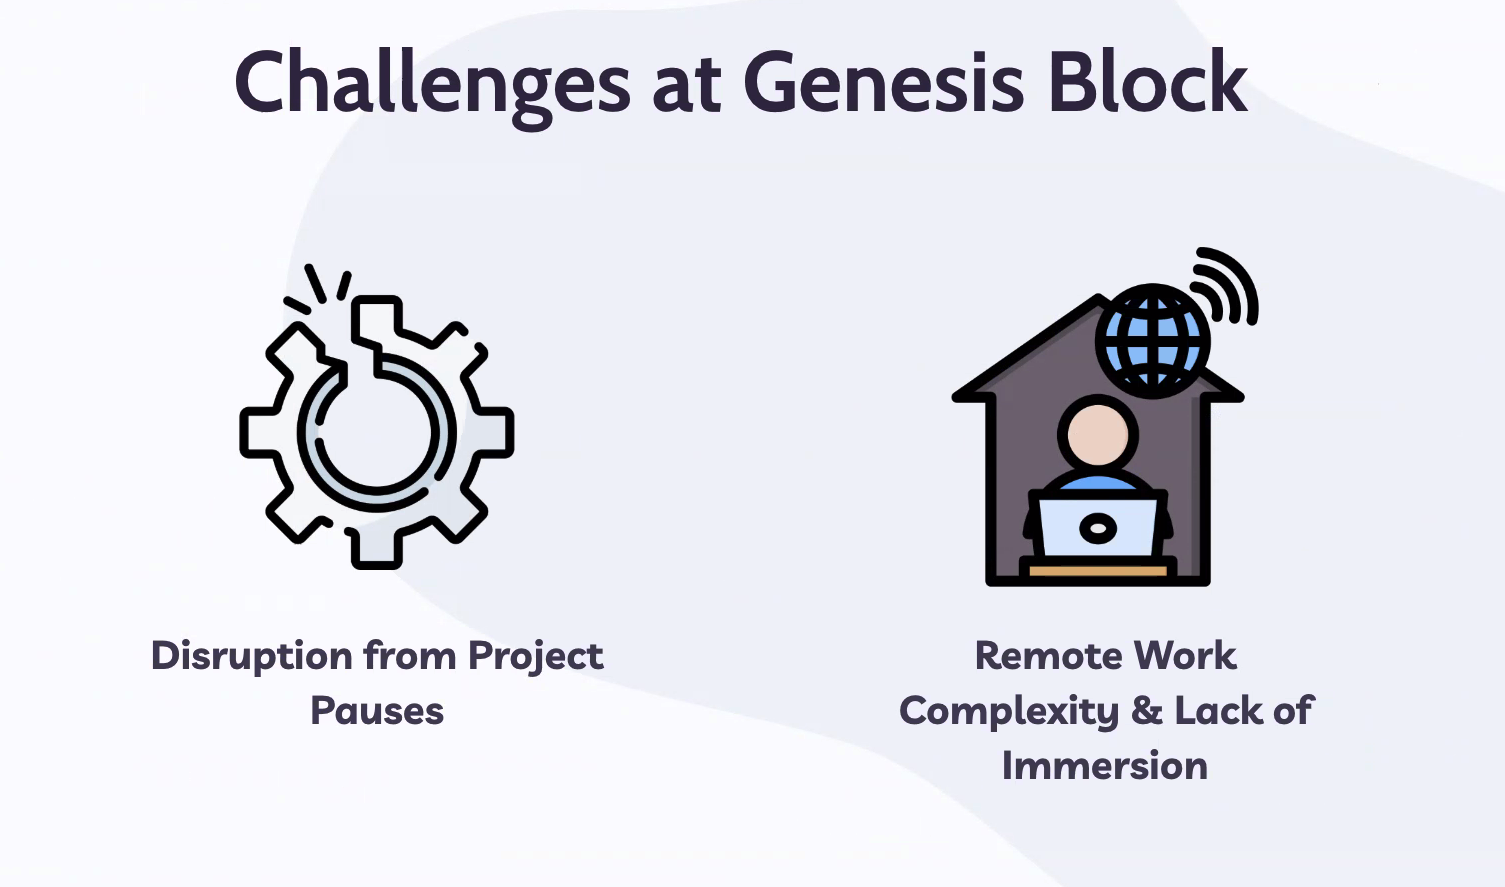 Challenges at Genesis Block
Disruption from Project
Pauses
Remote Work
Complexity & Lack of
Immersion